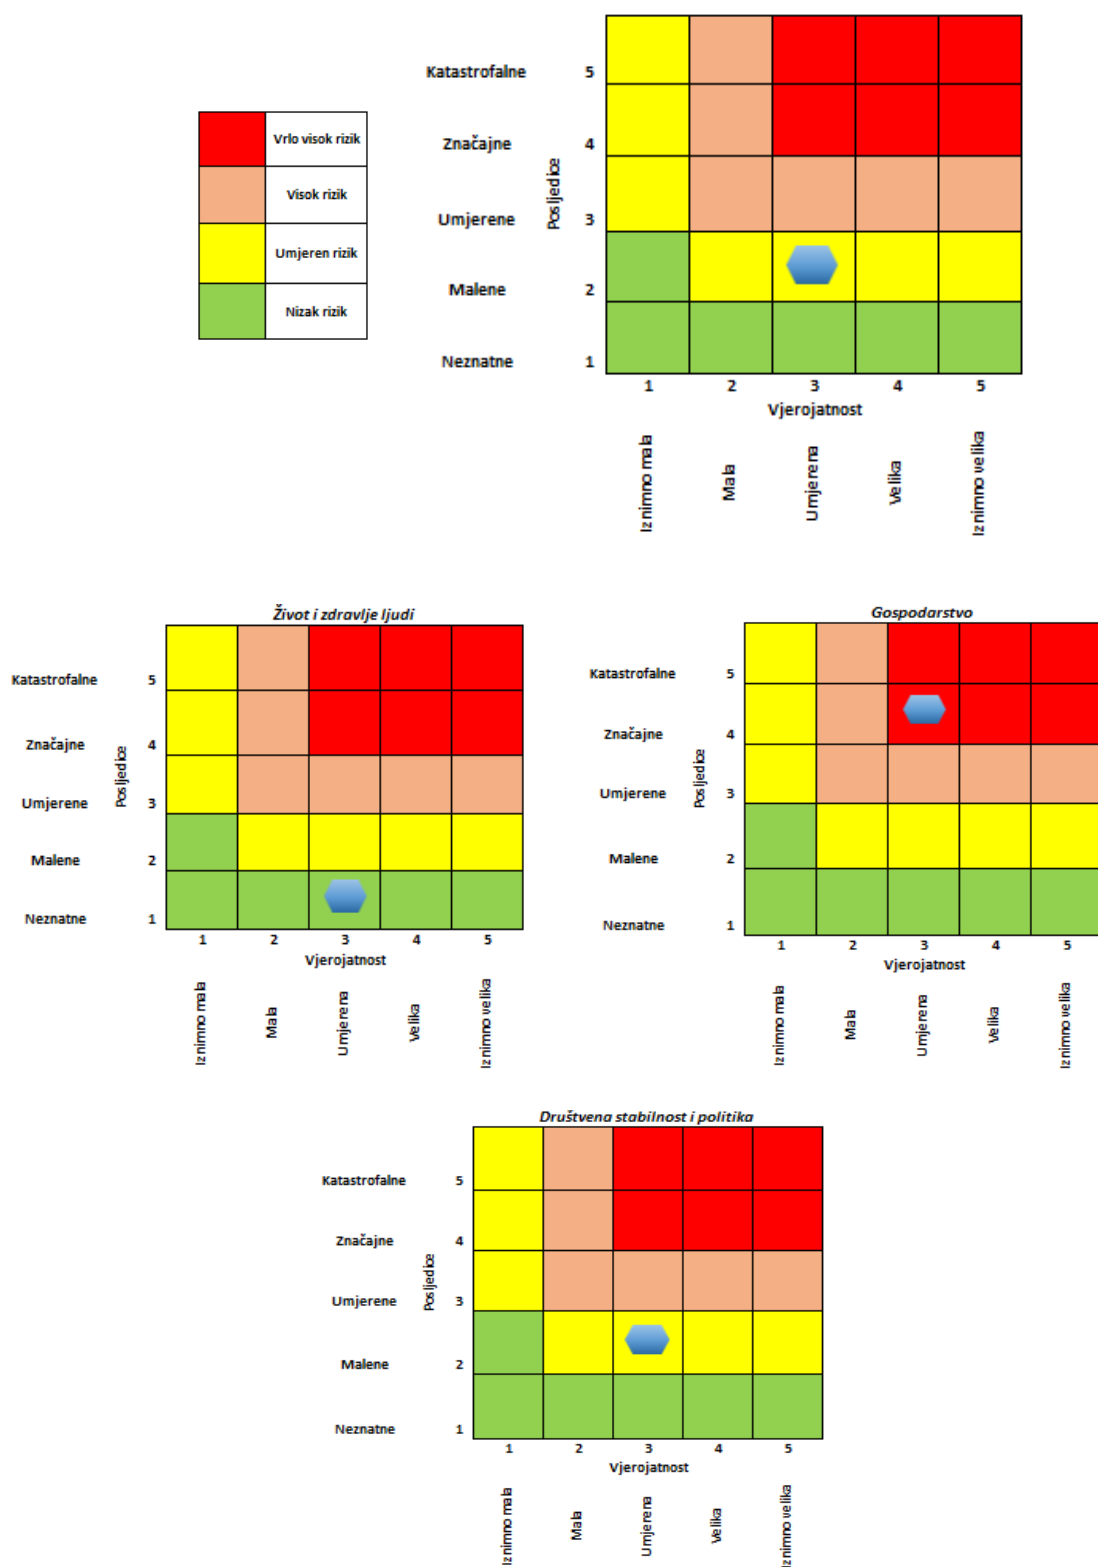 Vrlo visok rizik
Visok rizik
Umjeren rizik
Nizak rizik
Katastrofalne 5
Značajne 4
Umjerene 3
Malene 2
Neznatne 1
Posljedice
1 2 3 4 5
Vjerojatnost
Iznimno mala
Mala
Umjerena
Velika
Iznimno velika
Život i zdravlje ljudi
Katastrofalne 5
Značajne 4
Umjerene 3
Malene 2
Neznatne 1
Posljedice
1 2 3 4 5
Vjerojatnost
Iznimno mala
Mala
Umjerena
Velika
Iznimno velika
Gospodarstvo
Katastrofalne 5
Značajne 4
Umjerene 3
Malene 2
Neznatne 1
Posljedice
1 2 3 4 5
Vjerojatnost
Iznimno mala
Mala
Umjerena
Velika
Iznimno velika
Društvena stabilnost i politika
Katastrofalne 5
Značajne 4
Umjerene 3
Malene 2
Neznatne 1
Posljedice
1 2 3 4 5
Vjerojatnost
Iznimno mala
Mala
Umjerena
Velika
Iznimno velika